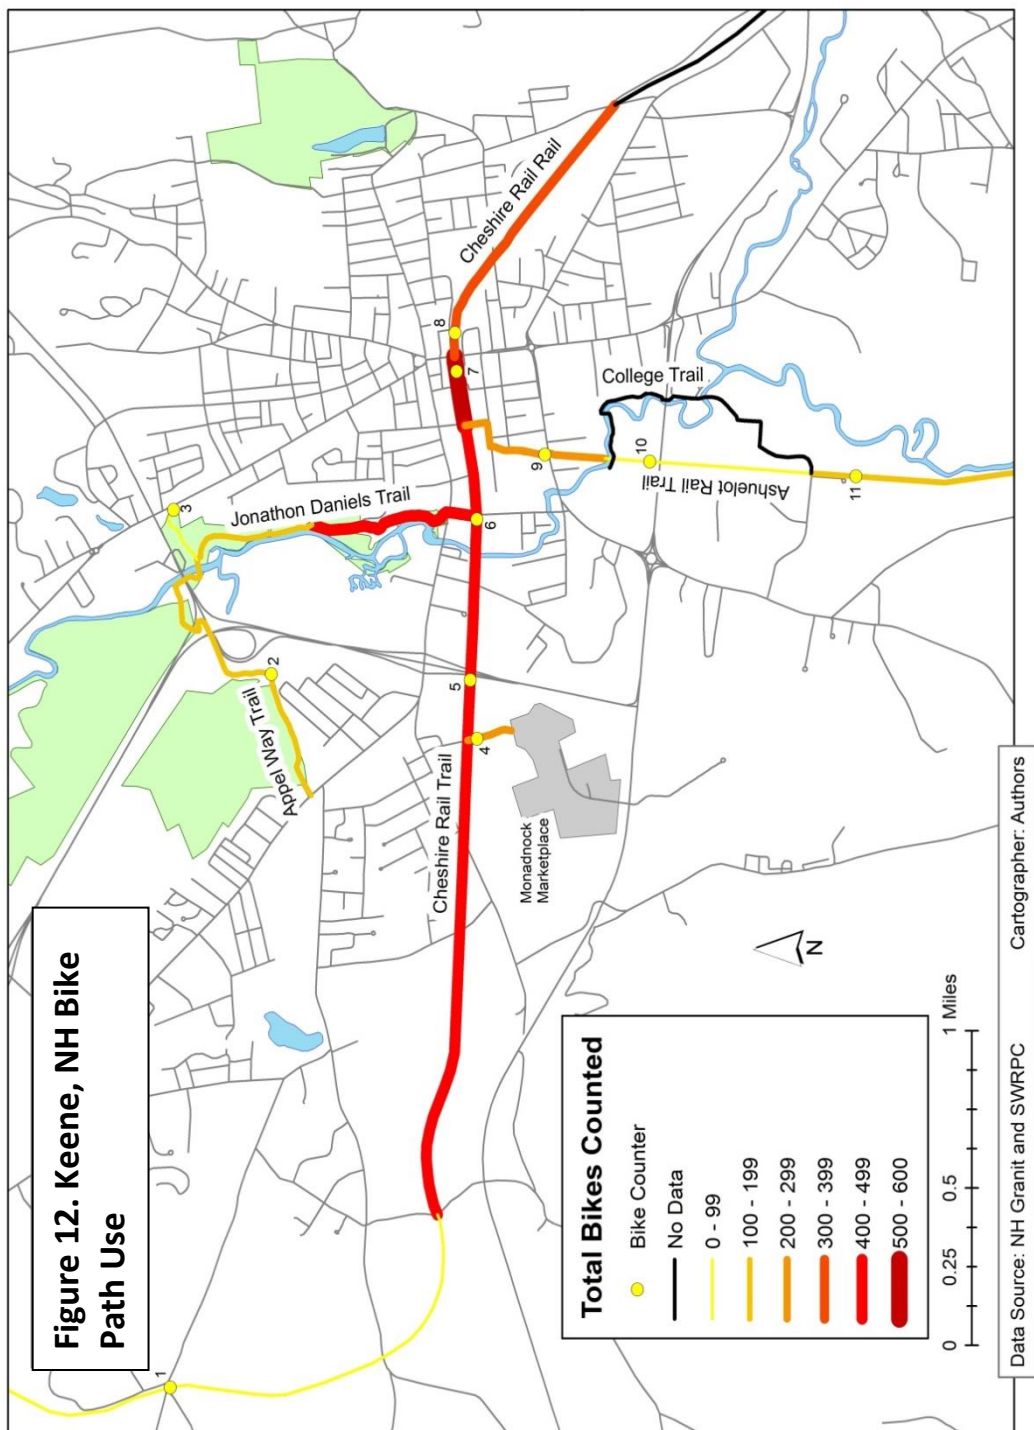 Figure 12. Keene, NH Bike
Path Use
1
2
3
4
5
6
7
8
9
10
11
Appel Way Trail
Jonathon Daniels Trail
Cheshire Rail Trail
Cheshire Rail Rail
College Trail
Ashuelot Rail Trail
Monadnock
Marketplace
N
Total Bikes Counted
Bike Counter
No Data
0 - 99
100 - 199
200 - 299
300 - 399
400 - 499
500 - 600
0 0.25 0.5 1 Miles
Data Source: NH Granit and SWRPC Cartographer: Authors